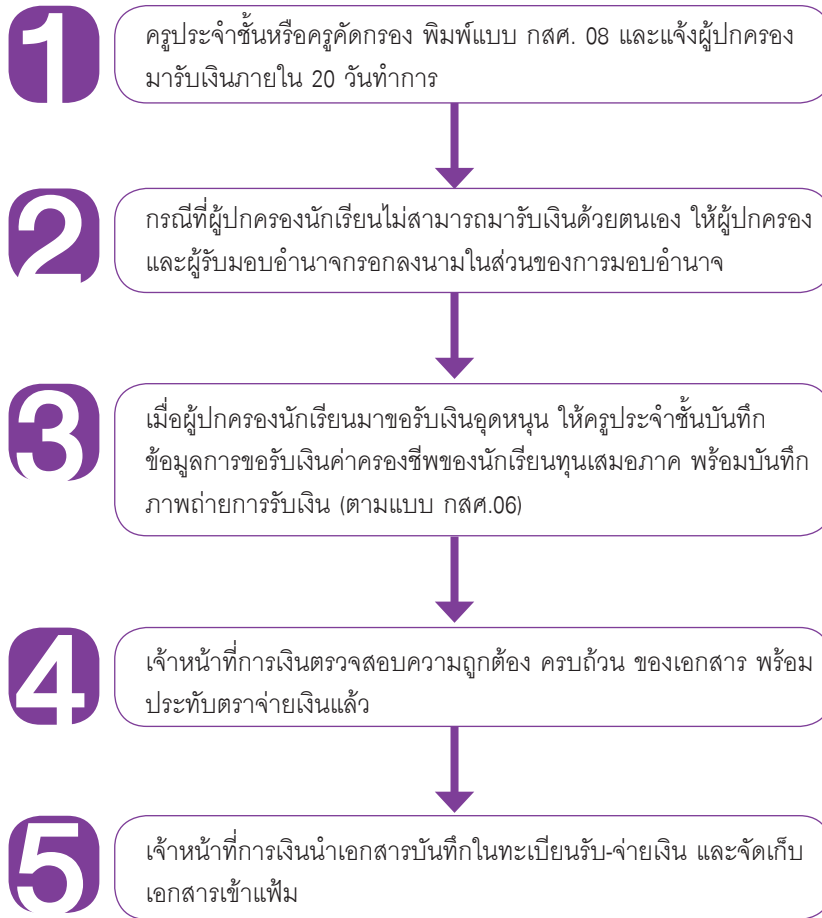 1
ครูประจำชั้นหรือครูคัดกรอง พิมพ์แบบ กสศ. 08 และแจ้งผู้ปกครอง
มารับเงินภายใน 20 วันทำการ
2
กรณีที่ผู้ปกครองนักเรียนไม่สามารถมารับเงินด้วยตนเอง ให้ผู้ปกครอง
และผู้รับมอบอำนาจกรอกลงนามในส่วนของการมอบอำนาจ
3
เมื่อผู้ปกครองนักเรียนมาขอรับเงินอุดหนุน ให้ครูประจำชั้นบันทึก
ข้อมูลการขอรับเงินค่าครองชีพของนักเรียนทุนเสมอภาค พร้อมบันทึก
ภาพถ่ายการรับเงิน (ตามแบบ กสศ.06)
4
เจ้าหน้าที่การเงินตรวจสอบความถูกต้อง ครบถ้วน ของเอกสาร พร้อม
ประทับตราจ่ายเงินแล้ว
5
เจ้าหน้าที่การเงินนำเอกสารบันทึกในทะเบียนรับ-จ่ายเงิน และจัดเก็บ
เอกสารเข้าแฟ้ม